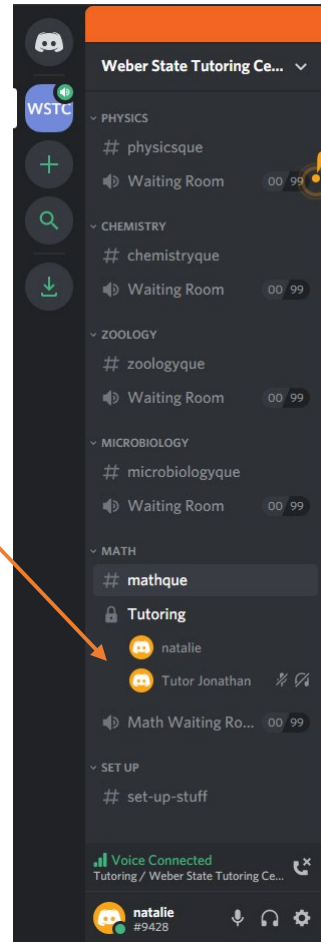 Weber State Tutoring Ce...
WSTC
PHYSICS
# physicsque
Waiting Room 00 99
CHEMISTRY
# chemistryque
Waiting Room 00 99
ZOOLOGY
# zoologyque
Waiting Room 00 99
MICROBIOLOGY
# microbiologyque
Waiting Room 00 99
MATH
# mathque
Tutoring
natalie
Tutor Jonathan
Math Waiting Ro... 00 99
SET UP
# set-up-stuff
Voice Connected
Tutoring / Weber State Tutoring Ce...
natalie
#9428